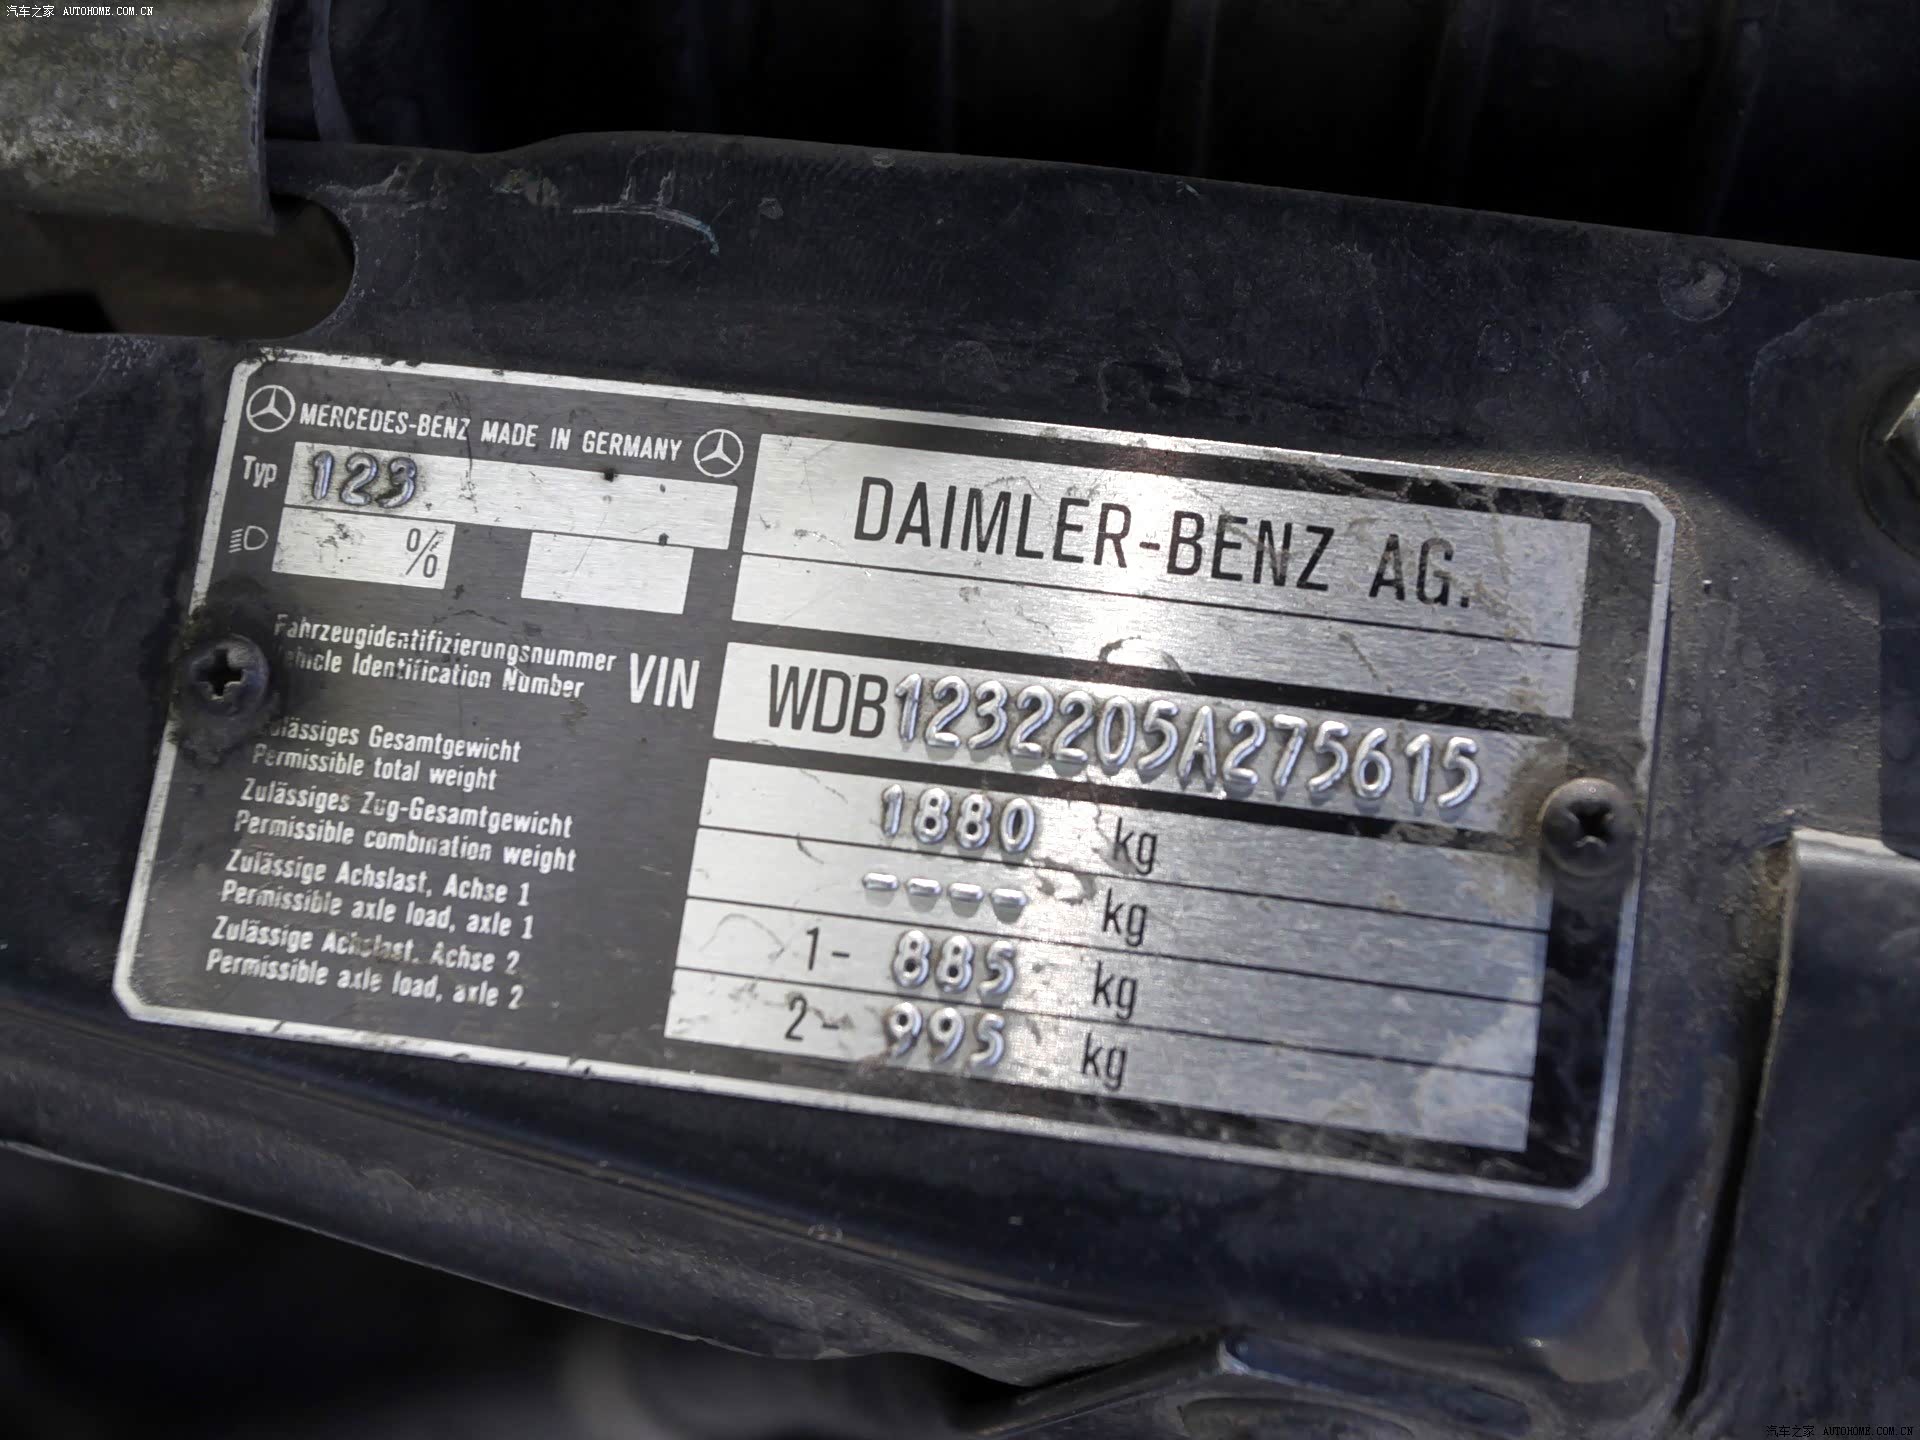 汽车之家 AUTOHOME.COM.CN
MERCEDES-BENZ MADE IN GERMANY
Typ 123
%
DAIMLER-BENZ AG.
Fahrzeugidentifizierungsnummer
Vehicle Identification Number
VIN WDB1232205A275615
Zulässiges Gesamtgewicht
Permissible total weight
1880 kg
Zulässiges Zug-Gesamtgewicht
Permissible combination weight
---- kg
Zulässige Achslast, Achse 1
Permissible axle load, axle 1
1- 885 kg
Zulässige Achslast, Achse 2
Permissible axle load, axle 2
2- 995 kg
汽车之家 AUTOHOME.COM.CN